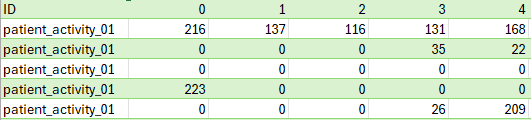 ID 0 1 2 3 4
patient_activity_01 216 137 116 131 168
patient_activity_01 0 0 0 35 22
patient_activity_01 0 0 0 0 0
patient_activity_01 223 0 0 0 0
patient_activity_01 0 0 0 26 209